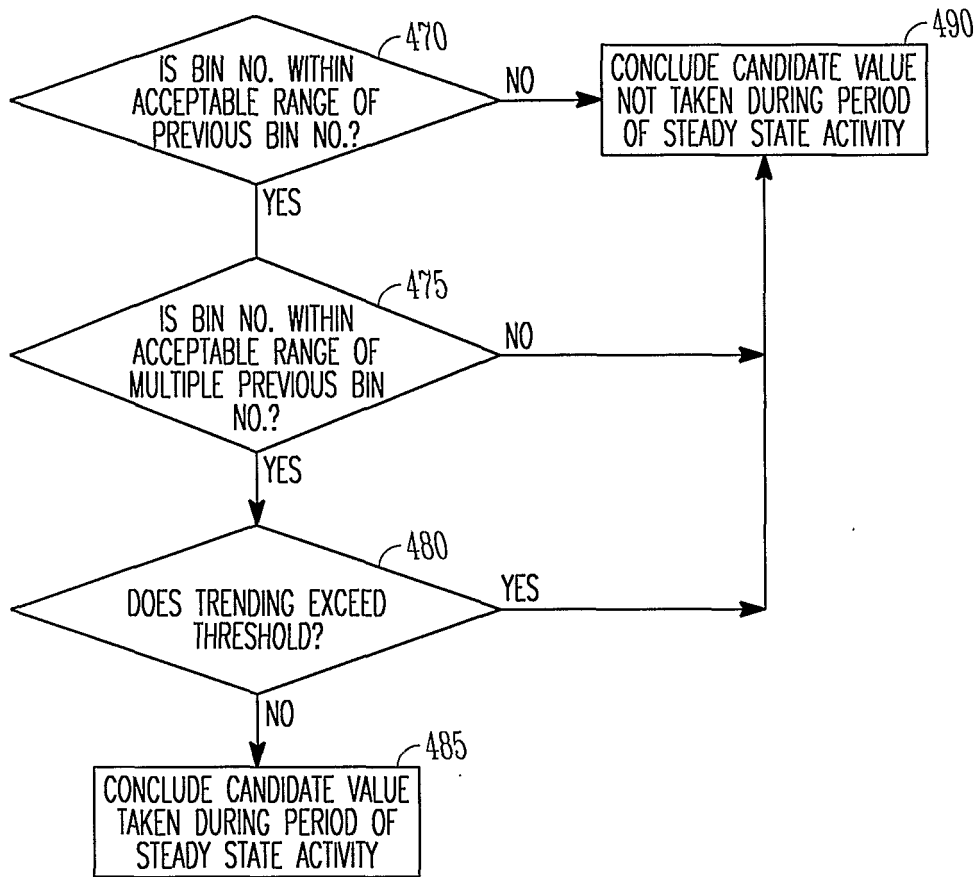 470
IS BIN NO. WITHIN
ACCEPTABLE RANGE OF
PREVIOUS BIN NO.?
NO
490
CONCLUDE CANDIDATE VALUE
NOT TAKEN DURING PERIOD
OF STEADY STATE ACTIVITY
YES
475
IS BIN NO. WITHIN
ACCEPTABLE RANGE OF
MULTIPLE PREVIOUS BIN
NO.?
NO
YES
480
DOES TRENDING EXCEED
THRESHOLD?
YES
NO
485
CONCLUDE CANDIDATE VALUE
TAKEN DURING PERIOD OF
STEADY STATE ACTIVITY